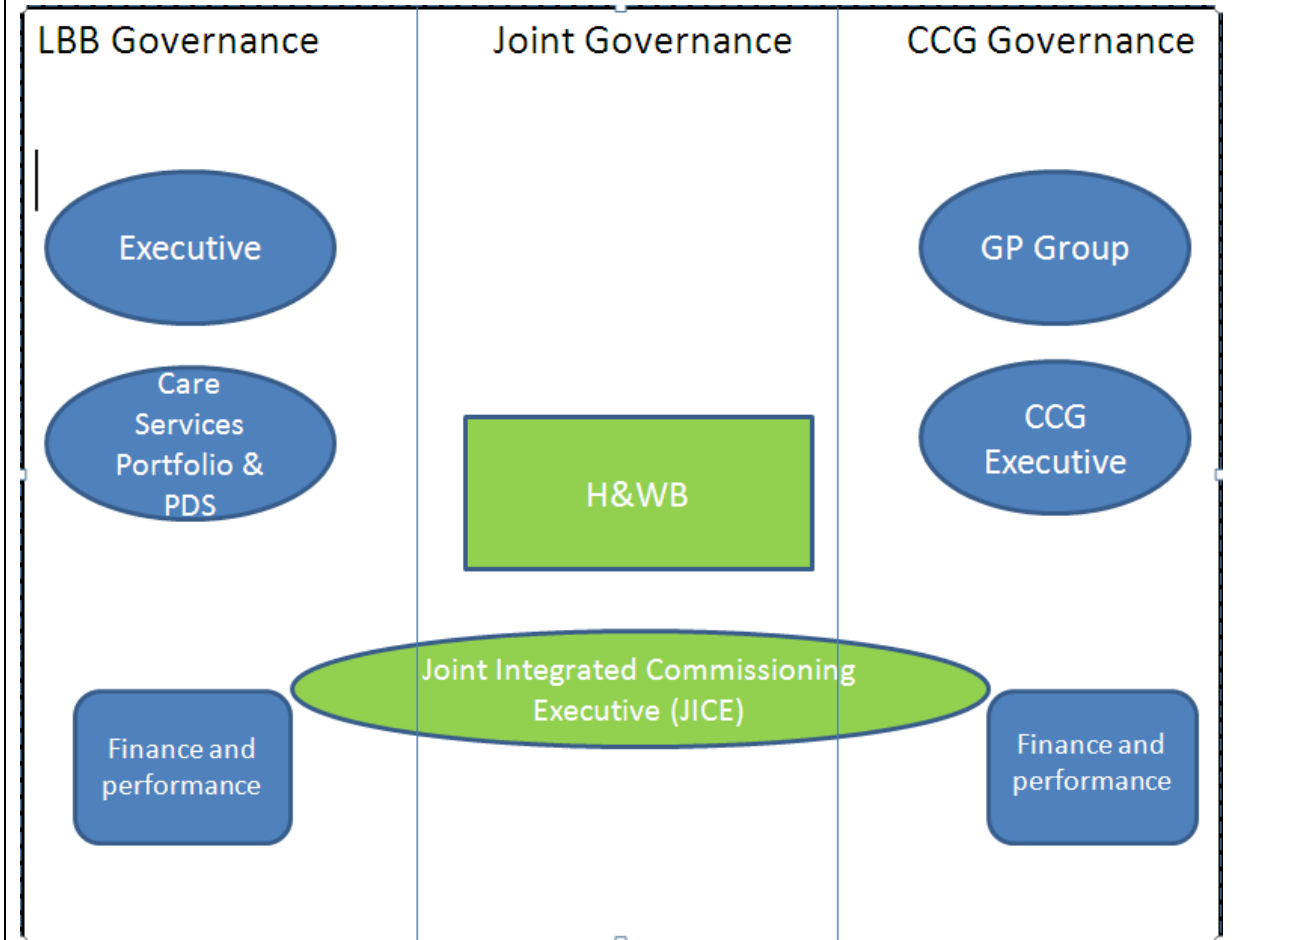 LBB Governance
Joint Governance
CCG Governance
Executive
GP Group
Care
Services
Portfolio &
PDS
CCG
Executive
H&WB
Joint Integrated Commissioning
Executive (JICE)
Finance and
performance
Finance and
performance